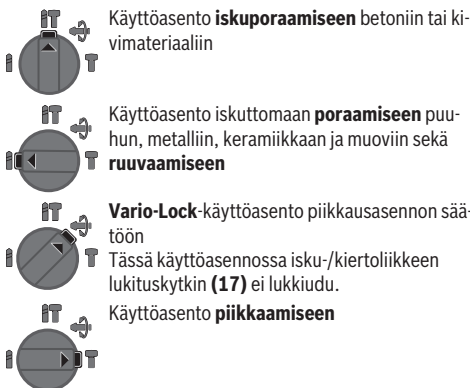 Käyttöasento iskuporaamiseen betoniin tai ki-
vimateriaaliin
Käyttöasento iskuttomaan poraamiseen puu-
hun, metalliin, keramiikkaan ja muoviin sekä
ruuvaamiseen
Vario-Lock-käyttöasento piikkausasennon sää-
töön
Tässä käyttöasennossa isku-/kiertoliikkeen
lukituskytkin (17) ei lukkiudu.
Käyttöasento piikkaamiseen